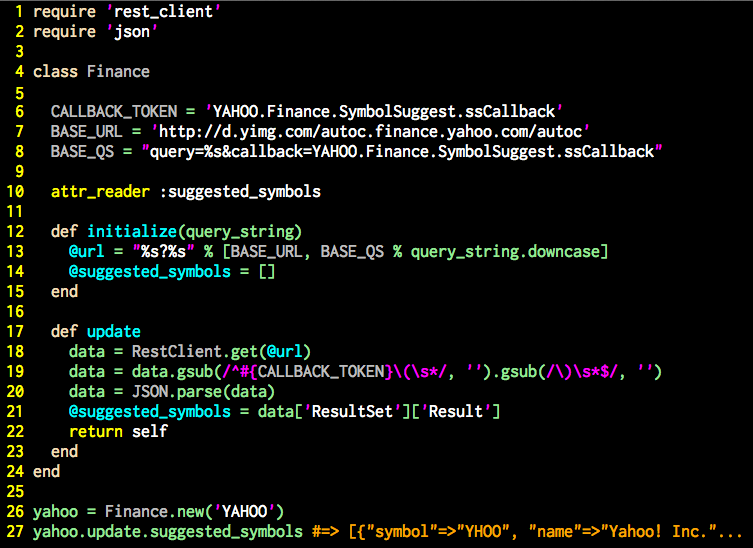 1 require 'rest_client'
2 require 'json'
3
4 class Finance
5
6   CALLBACK_TOKEN = 'YAHOO.Finance.SymbolSuggest.ssCallback'
7   BASE_URL = 'http://d.yimg.com/autoc.finance.yahoo.com/autoc'
8   BASE_QS = "query=%s&callback=YAHOO.Finance.SymbolSuggest.ssCallback"
9
10   attr_reader :suggested_symbols
11
12   def initialize(query_string)
13     @url = "%s?%s" % [BASE_URL, BASE_QS % query_string.downcase]
14     @suggested_symbols = []
15   end
16
17   def update
18     data = RestClient.get(@url)
19     data = data.gsub(/^#{CALLBACK_TOKEN}\(\s*/, '').gsub(/\)\s*$/, '')
20     data = JSON.parse(data)
21     @suggested_symbols = data['ResultSet']['Result']
22     return self
23   end
24 end
25
26 yahoo = Finance.new('YAHOO')
27 yahoo.update.suggested_symbols #=> [{"symbol"=>"YHOO", "name"=>"Yahoo! Inc."...